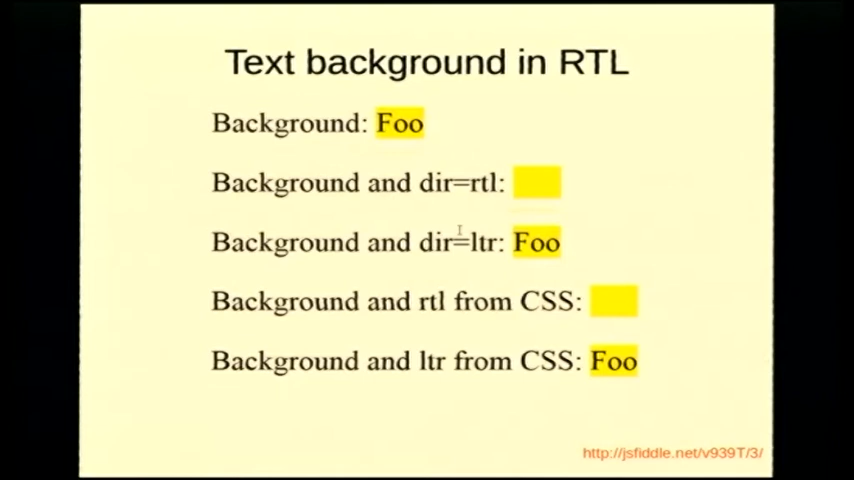 Text background in RTL
Background: Foo
Background and dir=rtl:
Background and dir=ltr: Foo
Background and rtl from CSS:
Background and ltr from CSS: Foo
http://jsfiddle.net/v939T/3/